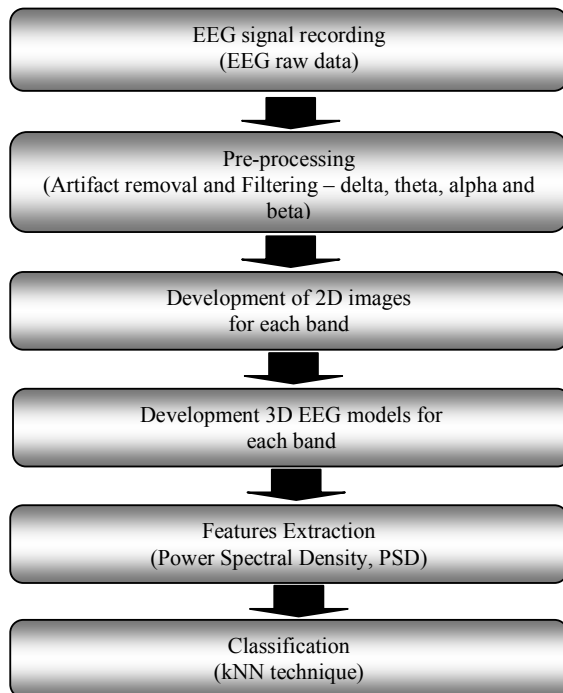 EEG signal recording
(EEG raw data)
Pre-processing
(Artifact removal and Filtering – delta, theta, alpha and
beta)
Development of 2D images
for each band
Development 3D EEG models for
each band
Features Extraction
(Power Spectral Density, PSD)
Classification
(kNN technique)